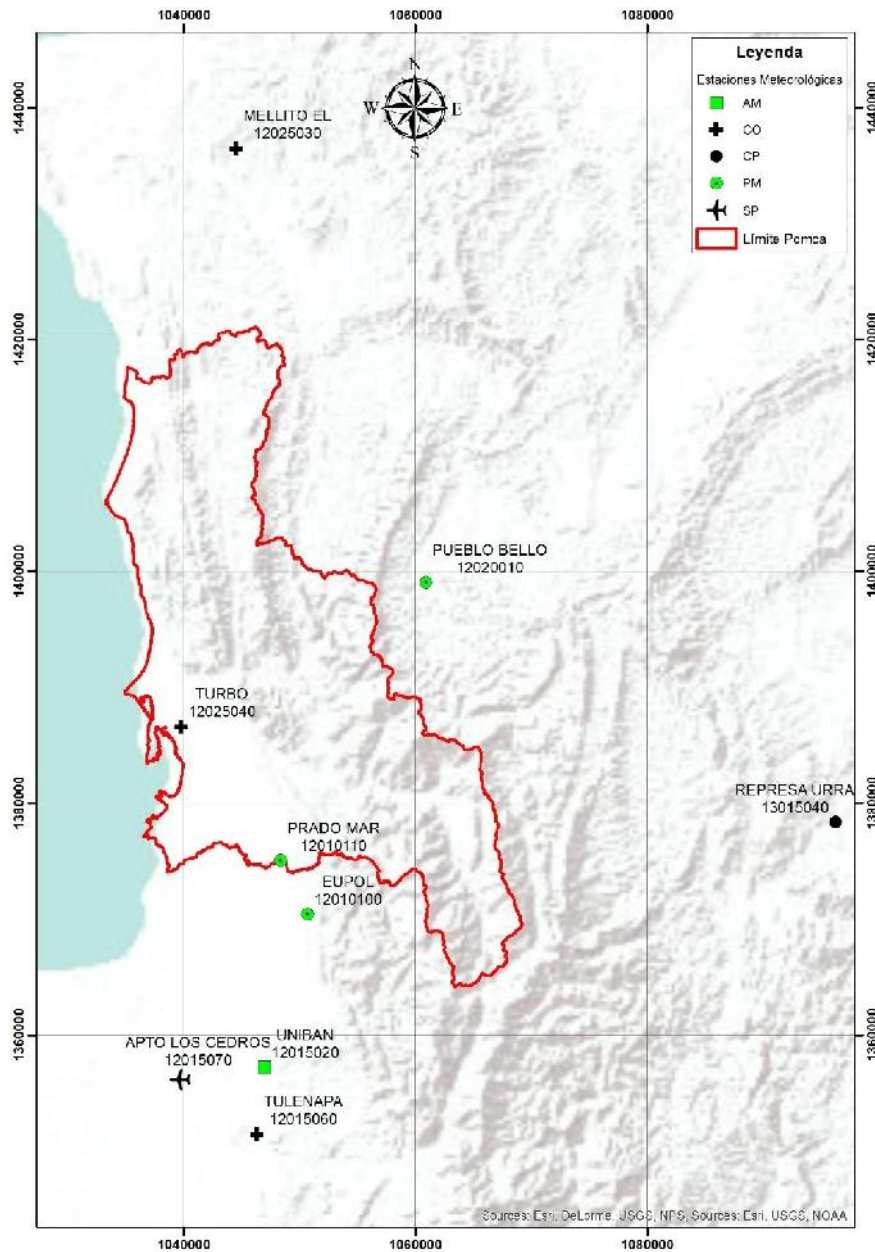 1040000 1060000 1080000
Leyenda
Estaciones Meteorológicas
AM
CO
CP
PM
SP
Límite Pomca
N
W E
S
1440000 1440000
MELLITO EL
12025030
1420000 1420000
PUEBLO BELLO
12020010
1400000 1400000
TURBO
12025040
REPRESA URRA
13015040
1380000 1380000
PRADO MAR
12010110
EUPOL
12010100
1360000 1360000
UNIBAN
12015020
APTO LOS CEDROS
12015070
TULENAPA
12015060
Sources: Esri, DeLorme, USGS, NPS, Sources: Esri, USGS, NOAA
1040000 1060000 1080000